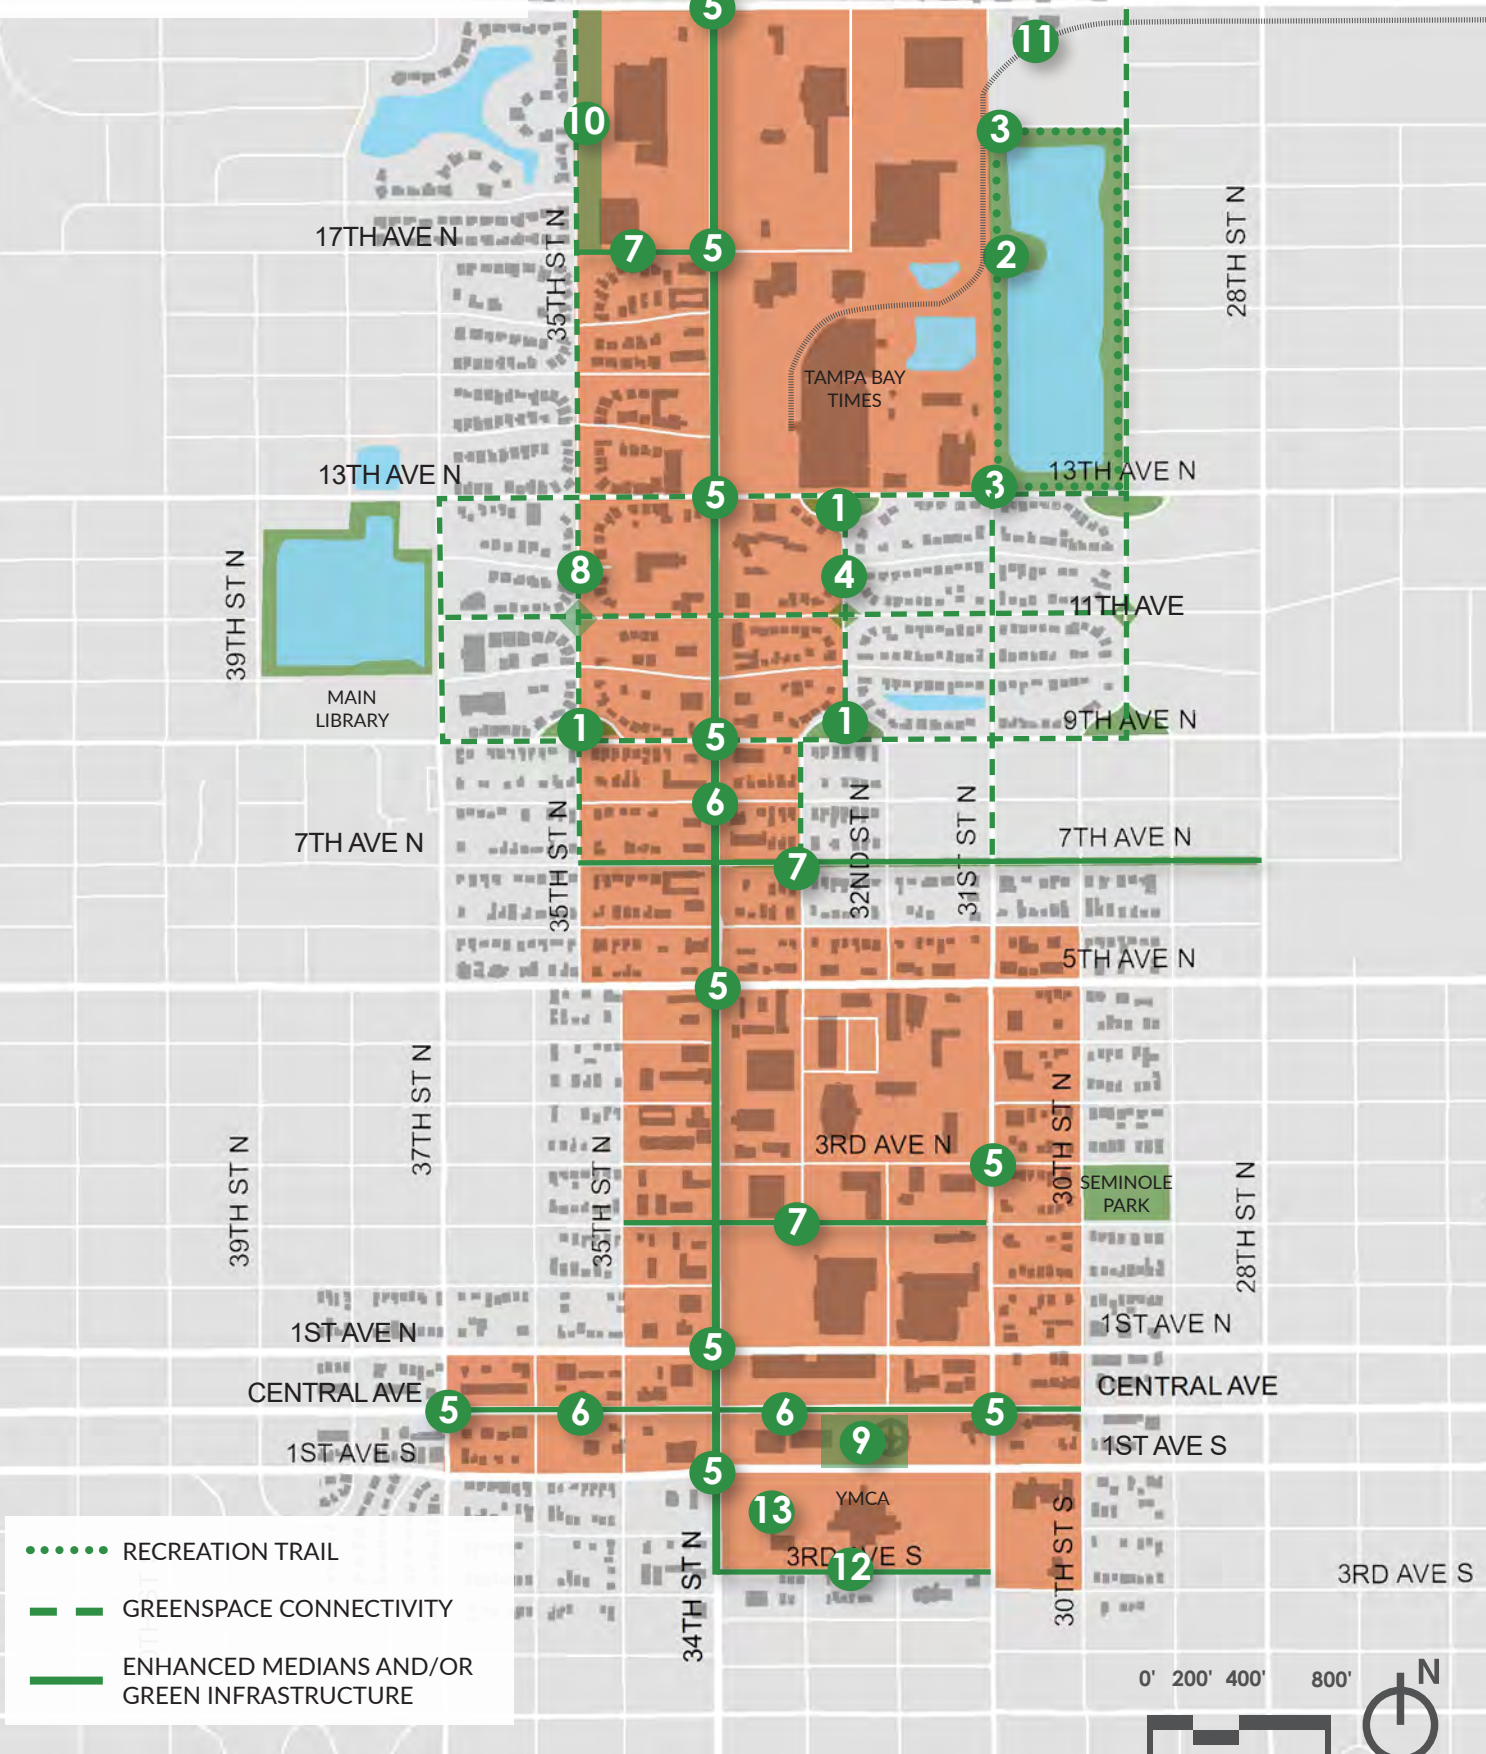 5
11
10
3
17TH AVE N
35TH ST N
7
5
2
28TH ST N
TAMPA BAY
TIMES
13TH AVE N
5
3
13TH AVE N
1
39TH ST N
8
4
11TH AVE
MAIN
LIBRARY
1
5
1
9TH AVE N
6
7TH AVE N
35TH ST N
7
32ND ST N
31ST ST N
7TH AVE N
5
5TH AVE N
37TH ST N
39TH ST N
35TH ST N
3RD AVE N
5
30TH ST N
SEMINOLE
PARK
28TH ST N
7
1ST AVE N
5
1ST AVE N
CENTRAL AVE
5
6
6
5
CENTRAL AVE
1ST AVE S
9
1ST AVE S
5
13
YMCA
3RD AVE S
12
34TH ST N
30TH ST S
3RD AVE S
RECREATION TRAIL
GREENSPACE CONNECTIVITY
ENHANCED MEDIANS AND/OR
GREEN INFRASTRUCTURE
0' 200' 400' 800'
N